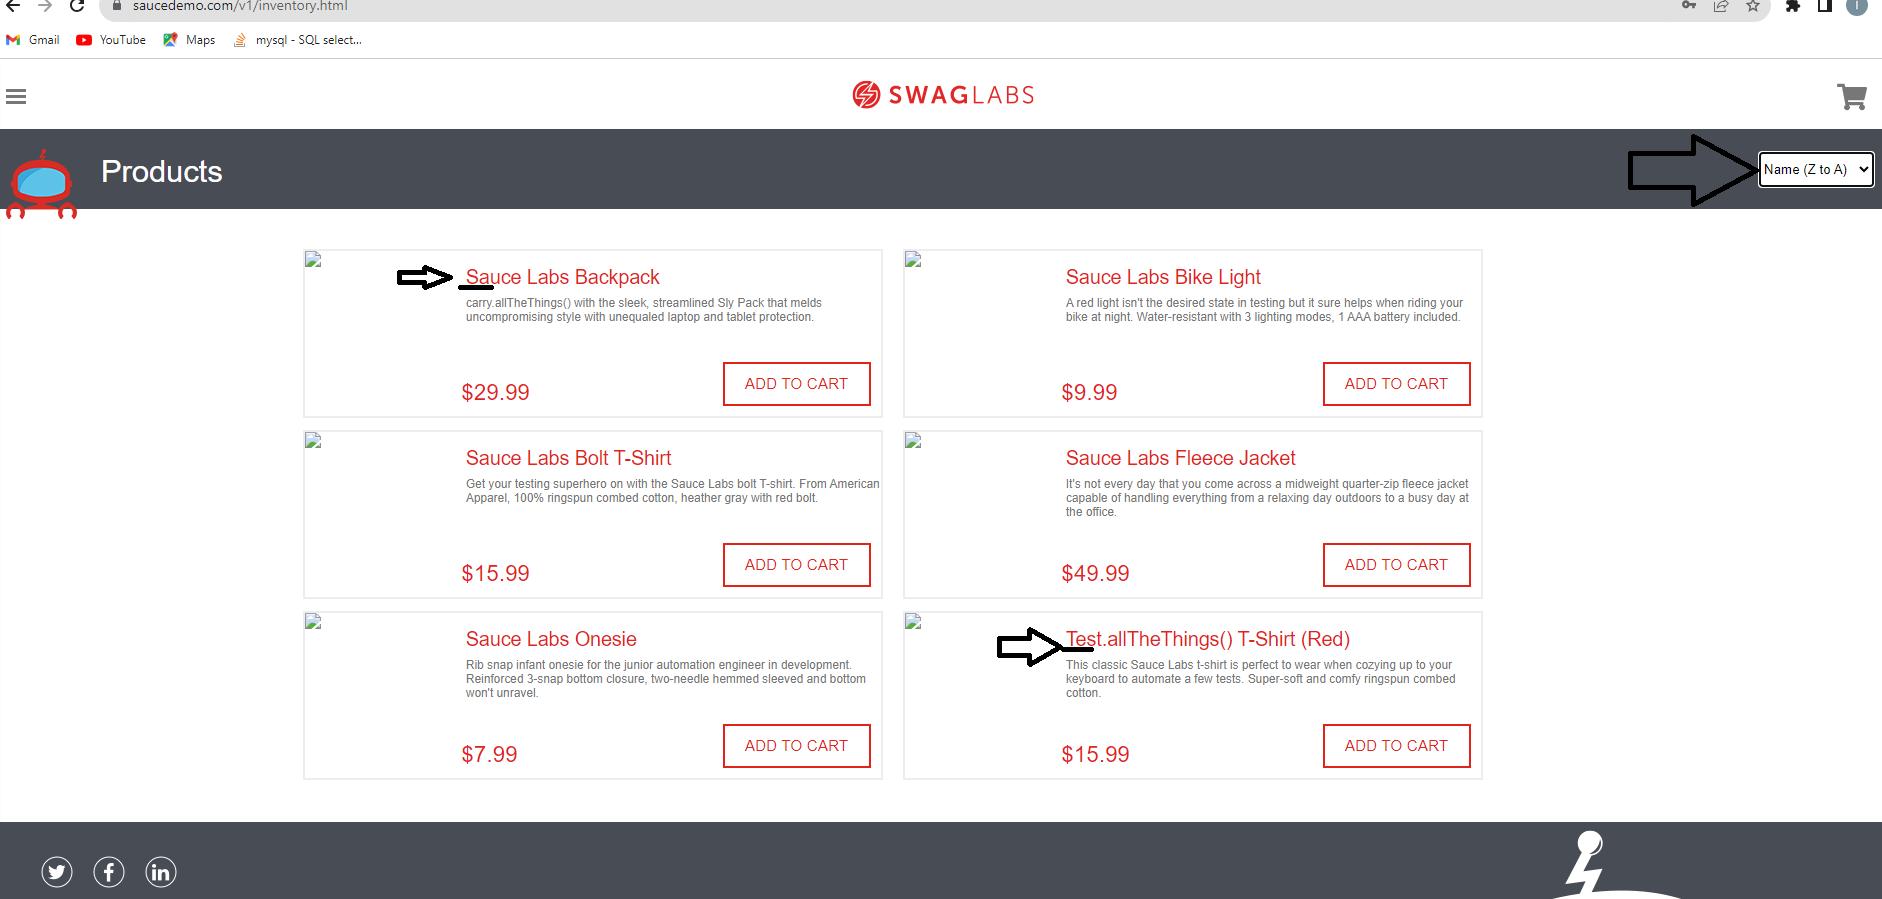 saucedemo.com/v1/inventory.html
Gmail YouTube Maps mysql - SQL select...
SWAGLABS
Products
Name (Z to A)
Sauce Labs Backpack
carry.allTheThings() with the sleek, streamlined Sly Pack that melds
uncompromising style with unequaled laptop and tablet protection.
$29.99
ADD TO CART
Sauce Labs Bike Light
A red light isn't the desired state in testing but it sure helps when riding your
bike at night. Water-resistant with 3 lighting modes, 1 AAA battery included.
$9.99
ADD TO CART
Sauce Labs Bolt T-Shirt
Get your testing superhero on with the Sauce Labs bolt T-shirt. From American
Apparel, 100% ringspun combed cotton, heather gray with red bolt.
$15.99
ADD TO CART
Sauce Labs Fleece Jacket
It's not every day that you come across a midweight quarter-zip fleece jacket
capable of handling everything from a relaxing day outdoors to a busy day at
the office.
$49.99
ADD TO CART
Sauce Labs Onesie
Rib snap infant onesie for the junior automation engineer in development.
Reinforced 3-snap bottom closure, two-needle hemmed sleeved and bottom
won't unravel.
$7.99
ADD TO CART
Test.allTheThings() T-Shirt (Red)
This classic Sauce Labs t-shirt is perfect to wear when cozying up to your
keyboard to automate a few tests. Super-soft and comfy ringspun combed
cotton.
$15.99
ADD TO CART